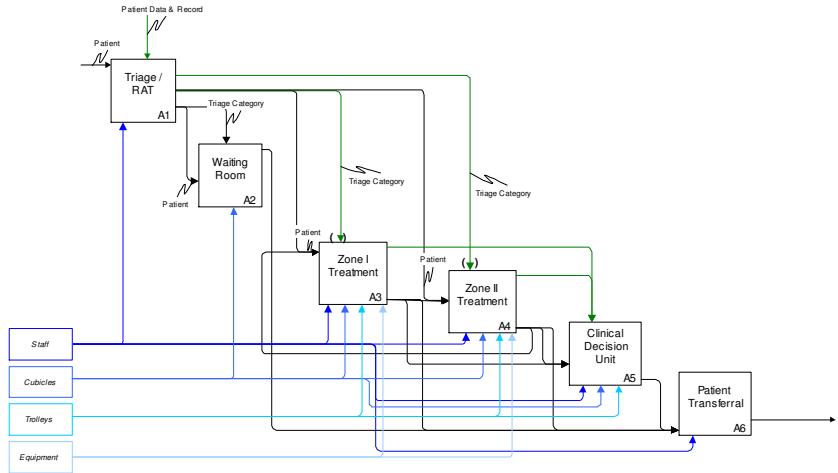 Patient Data & Record
Patient
Triage /
RAT
A1
Triage Category
Waiting
Room
A2
Patient
Triage Category
Triage Category
Patient
( )
Zone I
Treatment
A3
Patient
( )
Zone II
Treatment
A4
Clinical
Decision
Unit
A5
Patient
Transferral
A6
Staff
Cubicles
Trolleys
Equipment